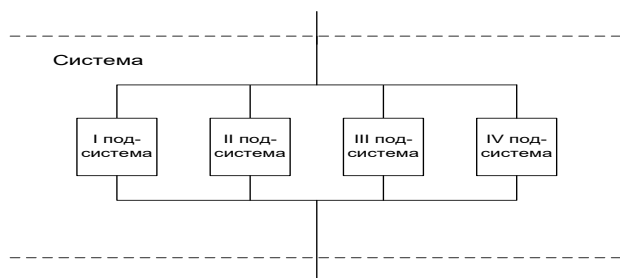 Система
I под-
система
II под-
система
III под-
система
IV под-
система